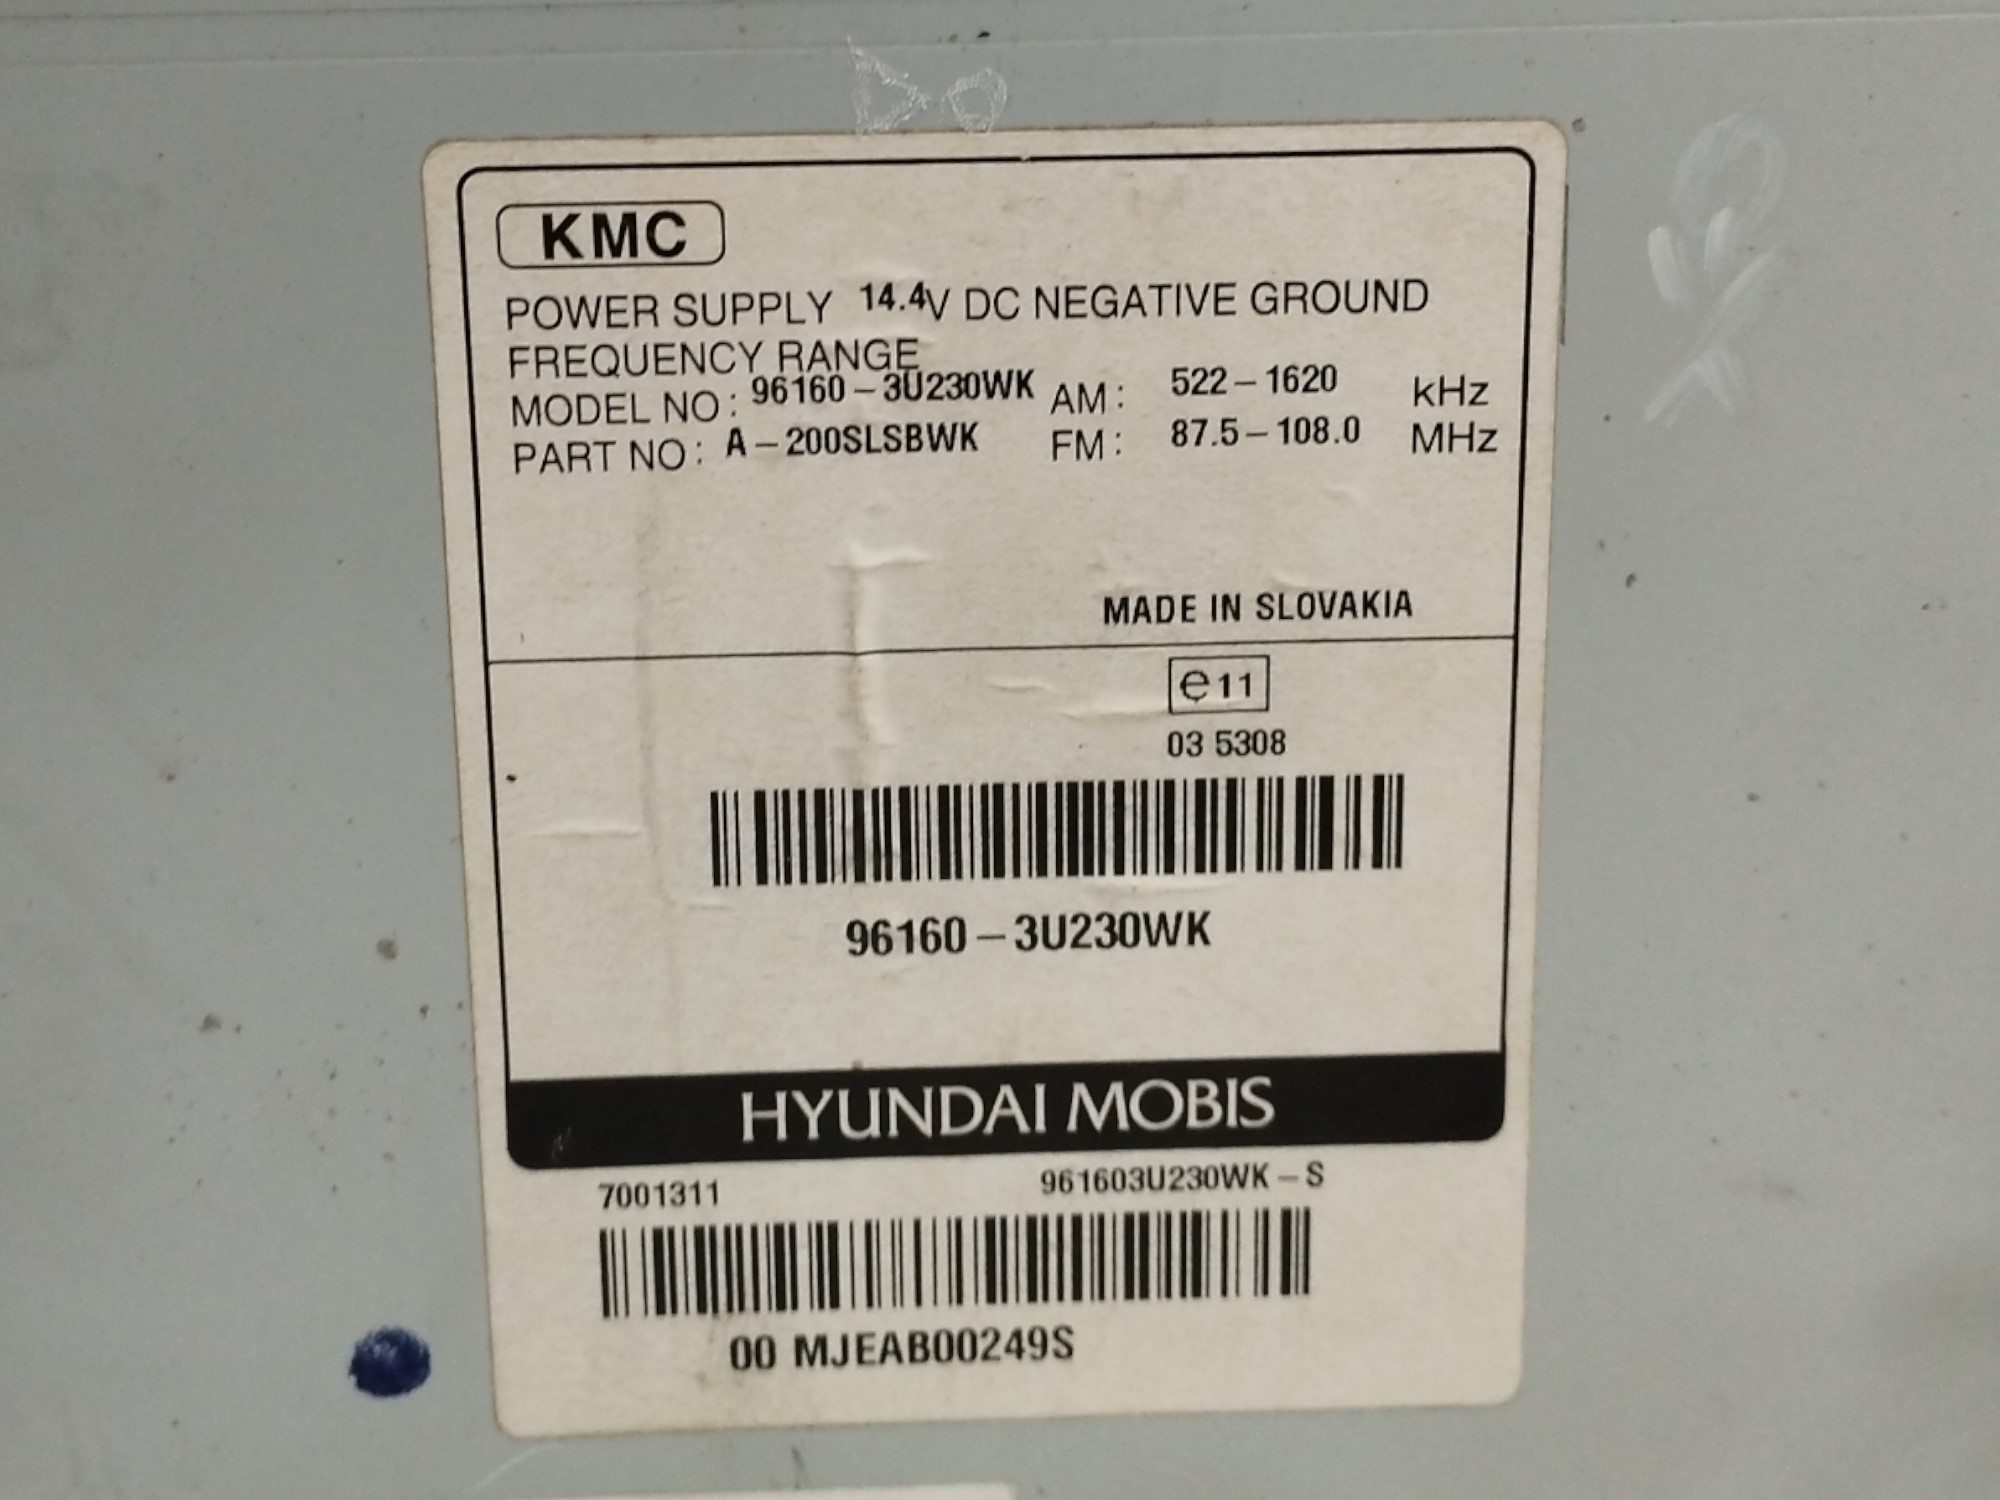 KMC
POWER SUPPLY 14.4V DC NEGATIVE GROUND
FREQUENCY RANGE
MODEL NO : 96160 – 3U230WK AM : 522 – 1620 kHz
PART NO : A – 200SLSBWK FM : 87.5 – 108.0 MHz
MADE IN SLOVAKIA
e11
03 5308
96160 – 3U230WK
HYUNDAI MOBIS
7001311 961603U230WK – S
00 MJEAB00249S